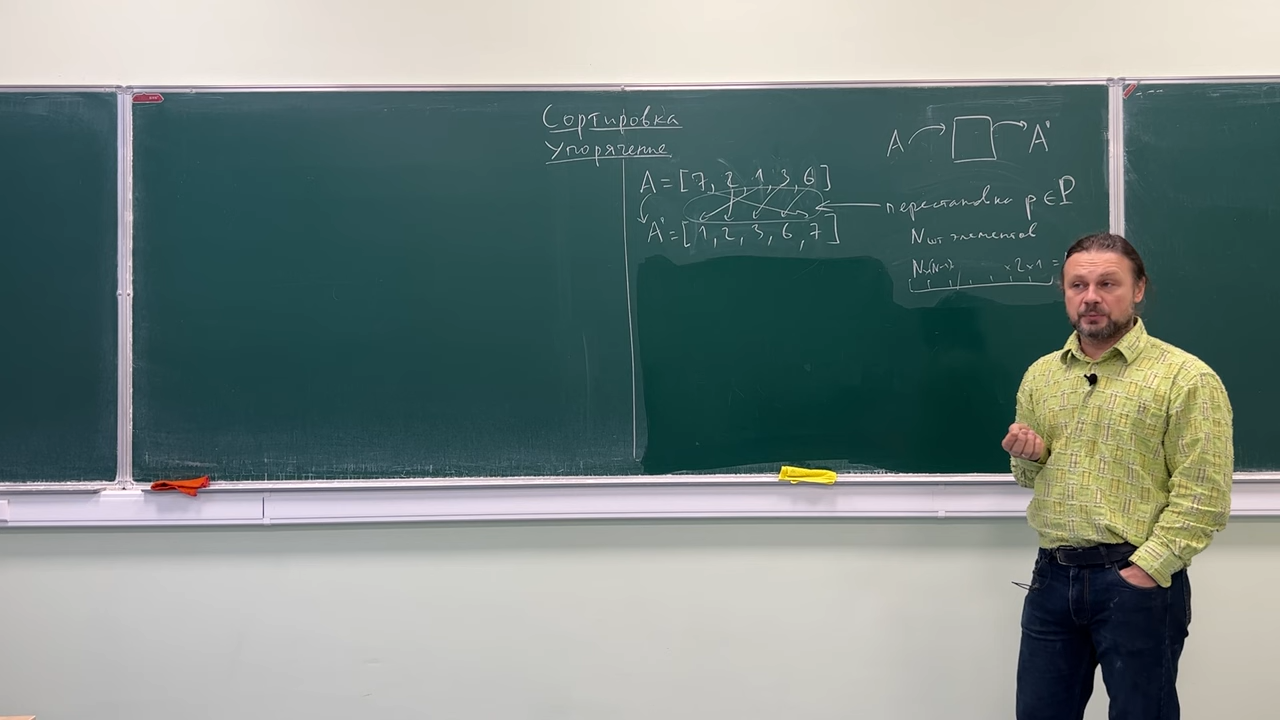 Сортировка
Упорячение
A = [7, 2, 1, 3, 6]
A' = [1, 2, 3, 6, 7]
A A'
перестановка p ∈ P
N шт элементов
N×(N-1) ×2×1 =